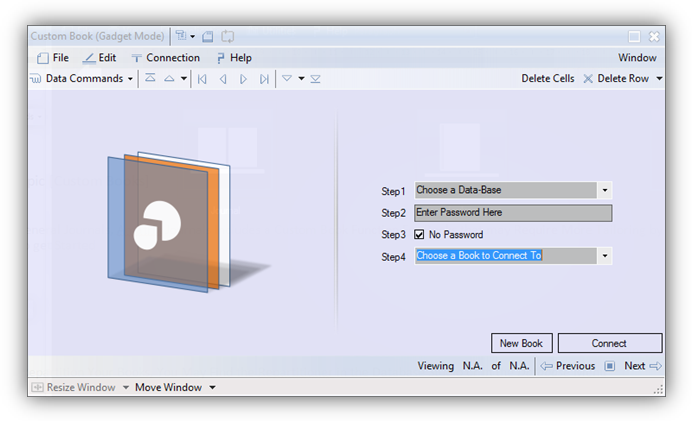 Custom Book (Gadget Mode)
File Edit Connection Help Window
Data Commands Delete Cells Delete Row
Step1 Choose a Data-Base
Step2 Enter Password Here
Step3 No Password
Step4 Choose a Book to Connect To
New Book Connect
Viewing N.A. of N.A. Previous Next
Resize Window Move Window